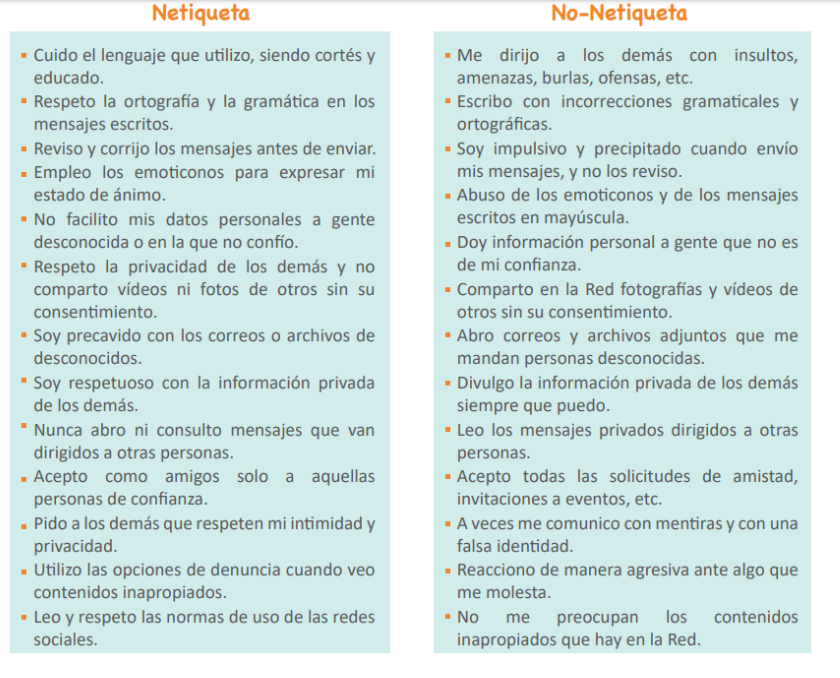 Netiqueta
▪ Cuido el lenguaje que utilizo, siendo cortés y
educado.
▪ Respeto la ortografía y la gramática en los
mensajes escritos.
▪ Reviso y corrijo los mensajes antes de enviar.
▪ Empleo los emoticonos para expresar mi
estado de ánimo.
▪ No facilito mis datos personales a gente
desconocida o en la que no confío.
▪ Respeto la privacidad de los demás y no
comparto vídeos ni fotos de otros sin su
consentimiento.
▪ Soy precavido con los correos o archivos de
desconocidos.
▪ Soy respetuoso con la información privada
de los demás.
▪ Nunca abro ni consulto mensajes que van
dirigidos a otras personas.
▪ Acepto como amigos solo a aquellas
personas de confianza.
▪ Pido a los demás que respeten mi intimidad y
privacidad.
▪ Utilizo las opciones de denuncia cuando veo
contenidos inapropiados.
▪ Leo y respeto las normas de uso de las redes
sociales.
No-Netiqueta
▪ Me dirijo a los demás con insultos,
amenazas, burlas, ofensas, etc.
▪ Escribo con incorrecciones gramaticales y
ortográficas.
▪ Soy impulsivo y precipitado cuando envío
mis mensajes, y no los reviso.
▪ Abuso de los emoticonos y de los mensajes
escritos en mayúscula.
▪ Doy información personal a gente que no es
de mi confianza.
▪ Comparto en la Red fotografías y vídeos de
otros sin su consentimiento.
▪ Abro correos y archivos adjuntos que me
mandan personas desconocidas.
▪ Divulgo la información privada de los demás
siempre que puedo.
▪ Leo los mensajes privados dirigidos a otras
personas.
▪ Acepto todas las solicitudes de amistad,
invitaciones a eventos, etc.
▪ A veces me comunico con mentiras y con una
falsa identidad.
▪ Reacciono de manera agresiva ante algo que
me molesta.
▪ No me preocupan los contenidos
inapropiados que hay en la Red.